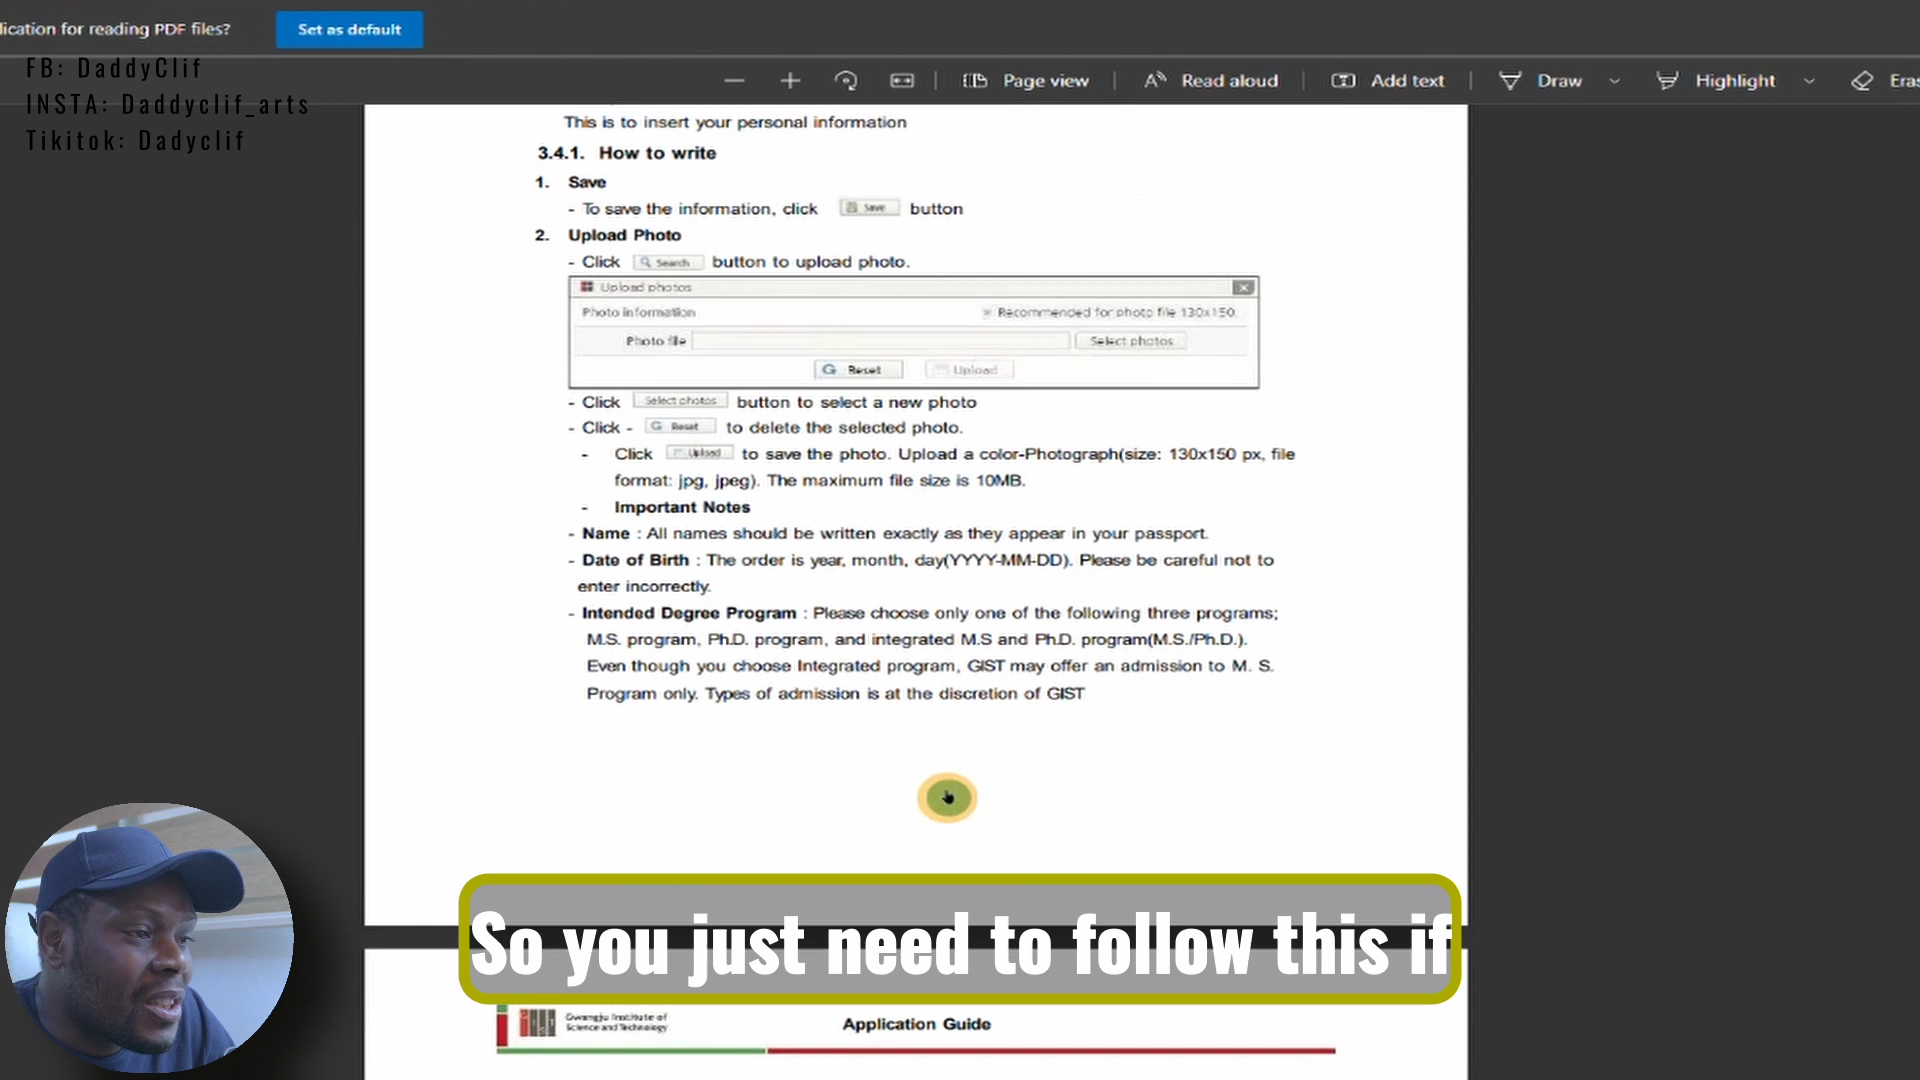 lication for reading PDF files?
Set as default
FB: DaddyClif
INSTA: Daddyclif_arts
Tikitok: Dadyclif
Page view
Read aloud
Add text
Draw
Highlight
Eras
This is to insert your personal information
3.4.1. How to write
1. Save
- To save the information, click Save button
2. Upload Photo
- Click Search button to upload photo.
Upload photos
Photo information
※ Recommended for photo file 130x150.
Photo file
Select photos
Reset
Upload
- Click Select photos button to select a new photo
- Click - Reset to delete the selected photo.
- Click Upload to save the photo. Upload a color-Photograph(size: 130x150 px, file
format: jpg, jpeg). The maximum file size is 10MB.
- Important Notes
- Name : All names should be written exactly as they appear in your passport.
- Date of Birth : The order is year, month, day(YYYY-MM-DD). Please be careful not to
enter incorrectly.
- Intended Degree Program : Please choose only one of the following three programs;
M.S. program, Ph.D. program, and integrated M.S and Ph.D. program(M.S./Ph.D.).
Even though you choose Integrated program, GIST may offer an admission to M. S.
Program only. Types of admission is at the discretion of GIST
So you just need to follow this if
Gwangju Institute of
Science and Technology
Application Guide